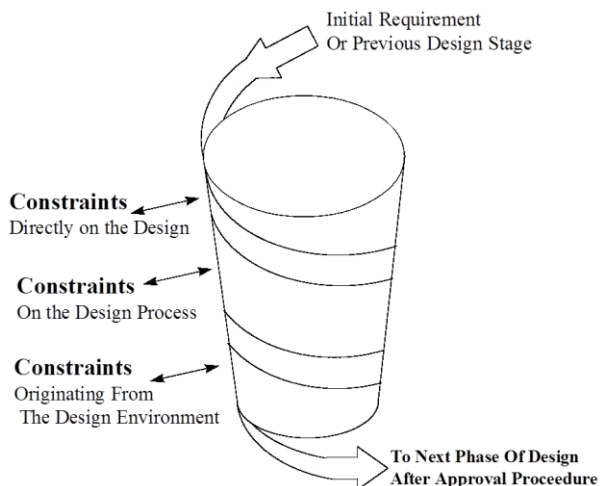 Initial Requirement
Or Previous Design Stage
Constraints
Directly on the Design
Constraints
On the Design Process
Constraints
Originating From
The Design Environment
To Next Phase Of Design
After Approval Proceedure